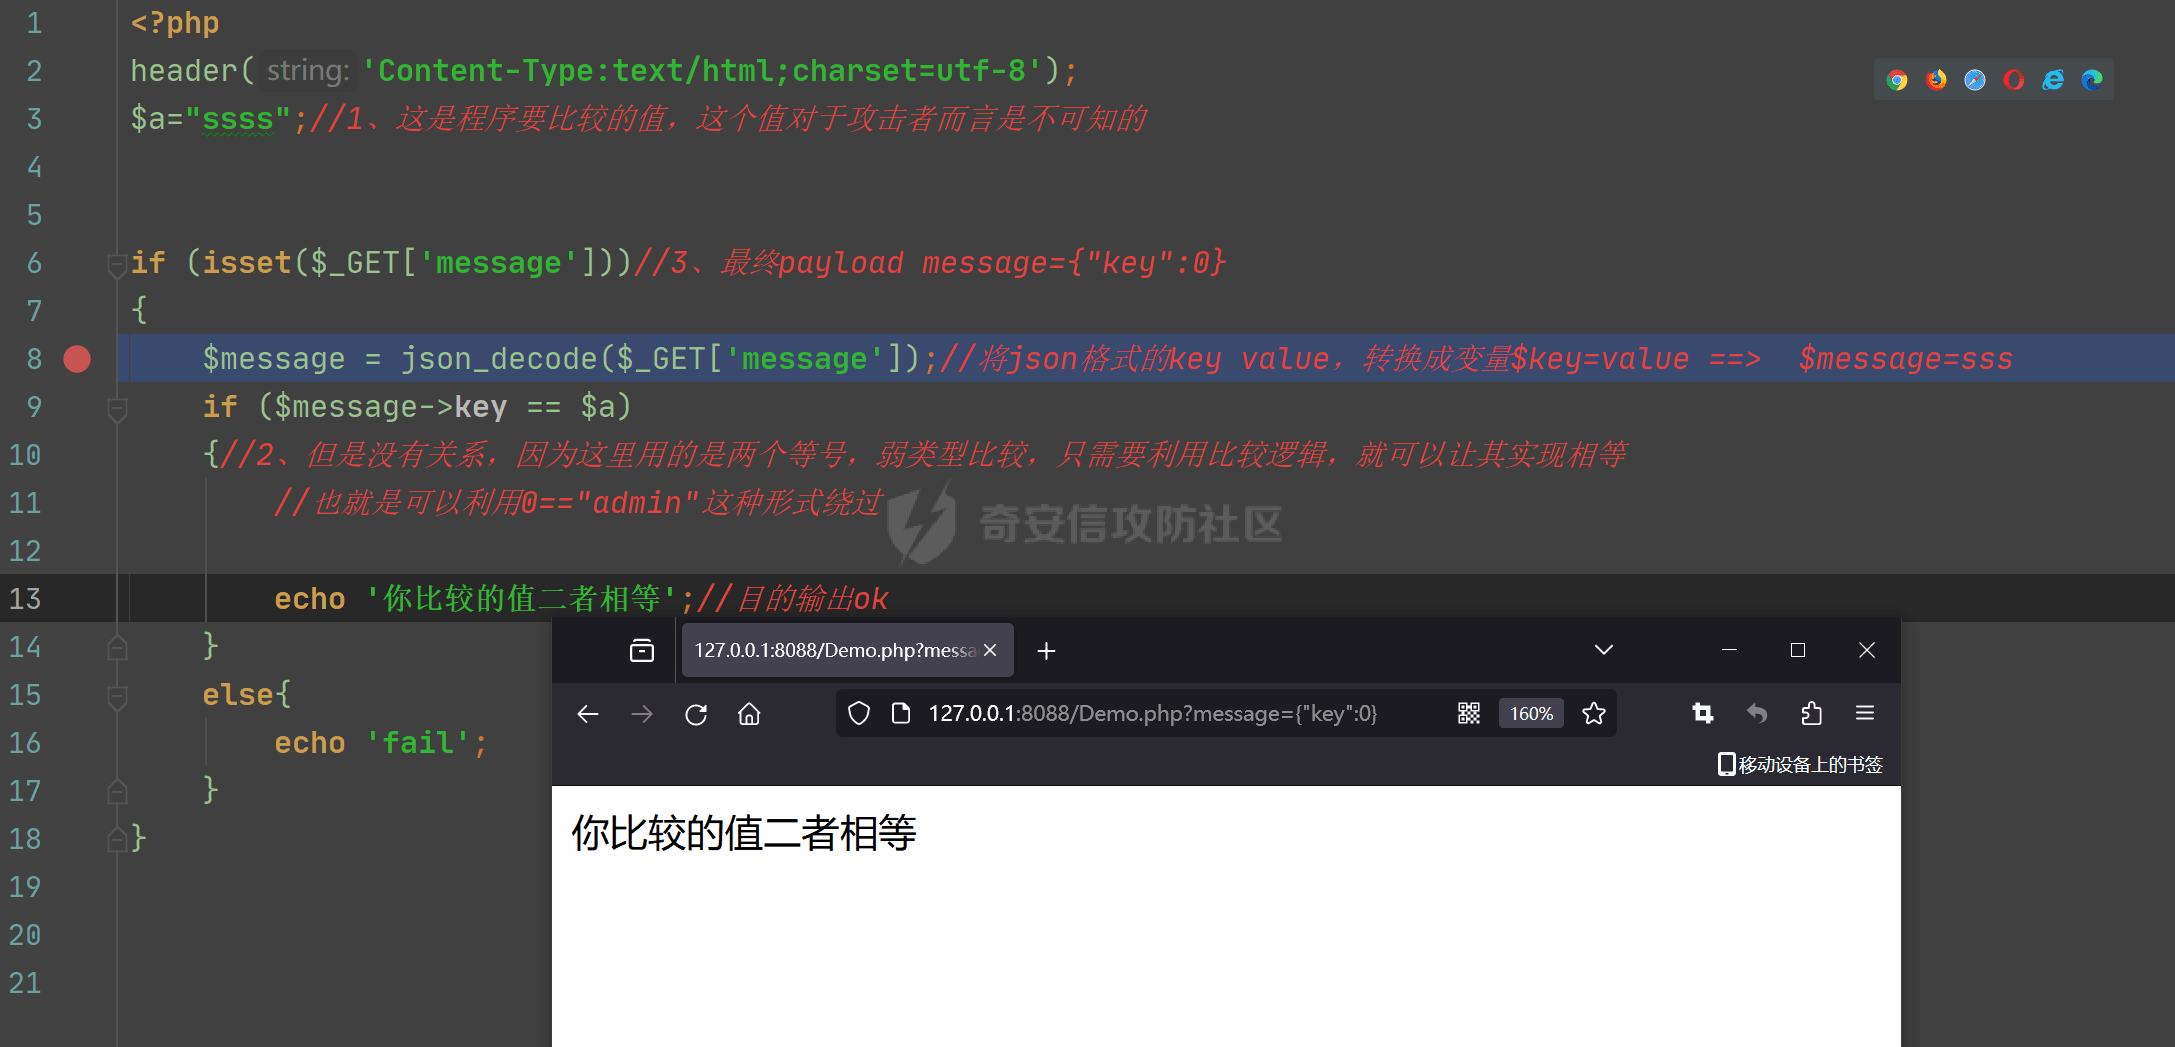 1 <?php
2 header( string: 'Content-Type:text/html;charset=utf-8');
3 $a="ssss";//1、这是程序要比较的值，这个值对于攻击者而言是不可知的
4
5
6 if (isset($_GET['message']))//3、最终payload message={"key":0}
7 {
8 $message = json_decode($_GET['message']);//将json格式的key value，转换成变量$key=value ==>  $message=sss
9 if ($message->key == $a)
10 {//2、但是没有关系，因为这里用的是两个等号，弱类型比较，只需要利用比较逻辑，就可以让其实现相等
11 //也就是可以利用0=="admin"这种形式绕过
奇安信攻防社区
12
13 echo '你比较的值二者相等';//目的输出ok
14 }
15 else{
16 echo 'fail';
17 }
18 }
19
20
21
127.0.0.1:8088/Demo.php?messa
127.0.0.1:8088/Demo.php?message={"key":0}
160%
移动设备上的书签
你比较的值二者相等